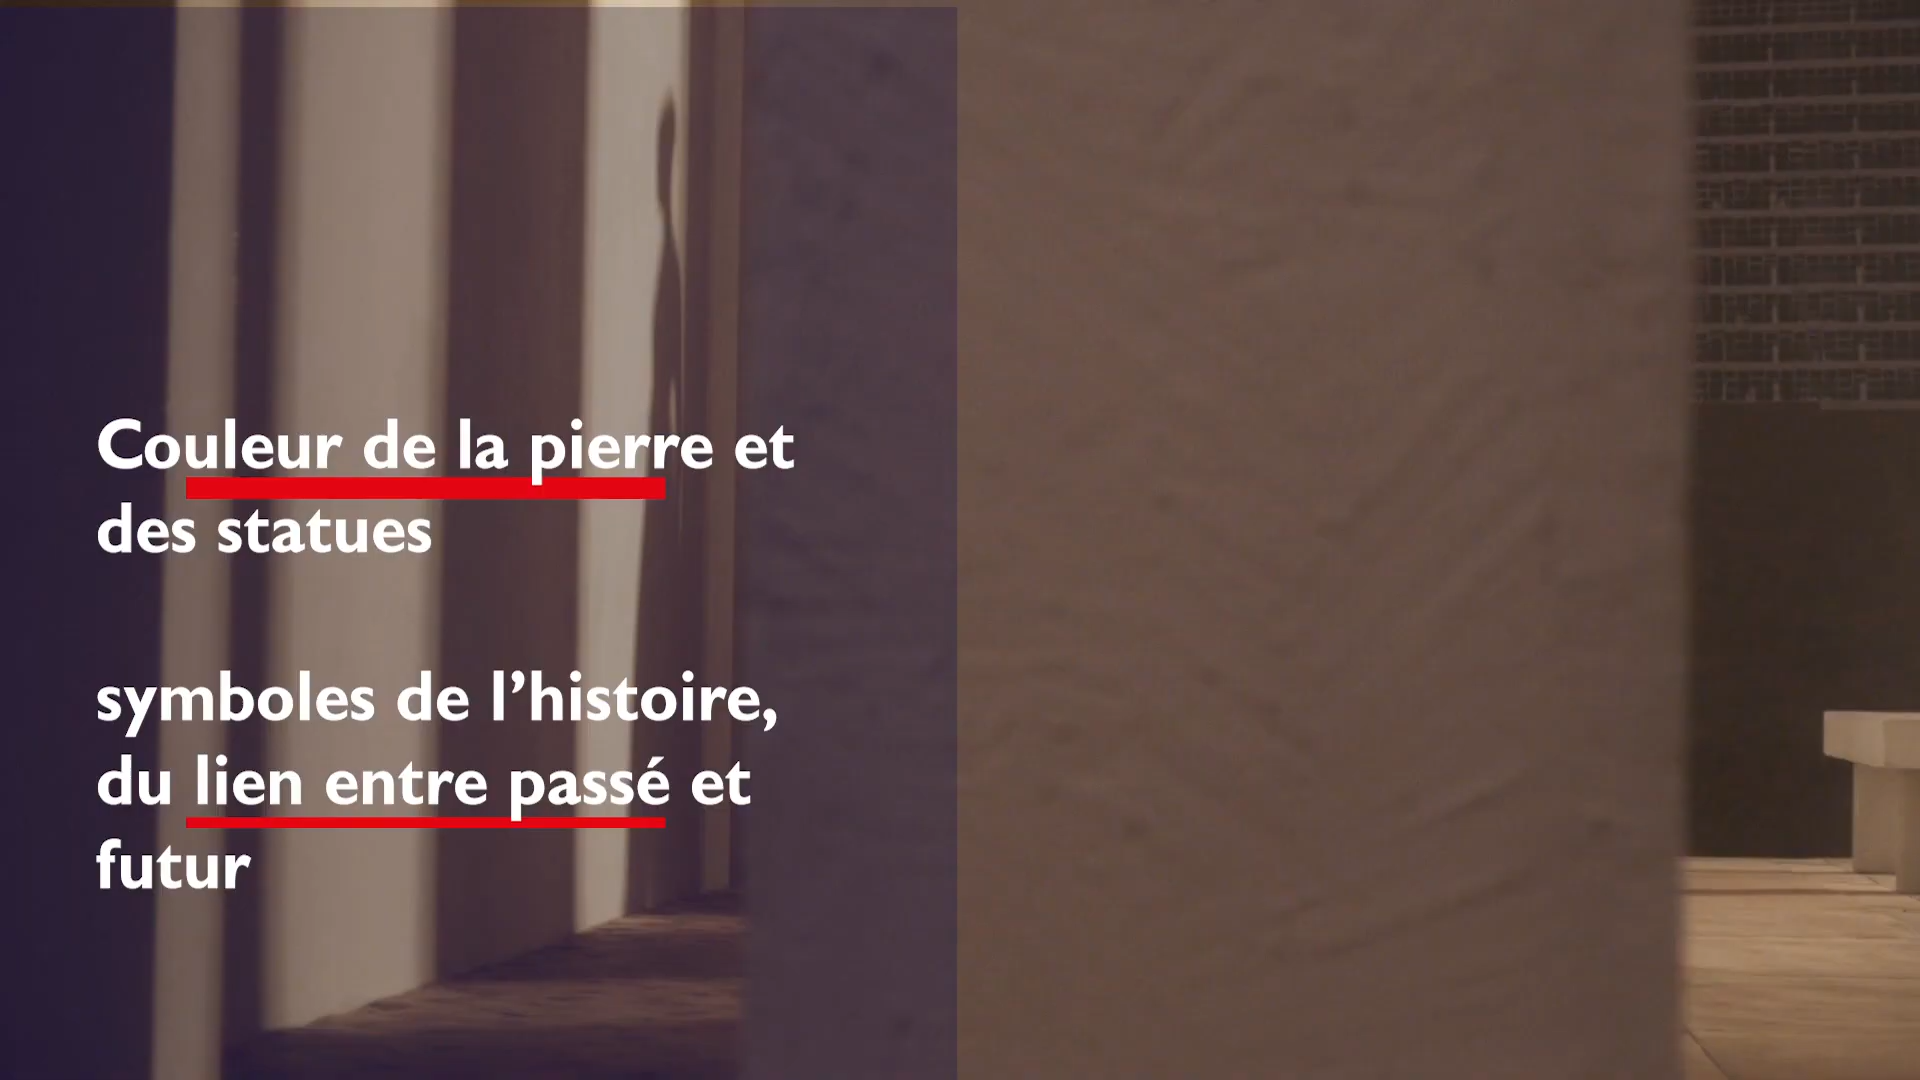 Couleur de la pierre et
des statues
symboles de l’histoire,
du lien entre passé et
futur